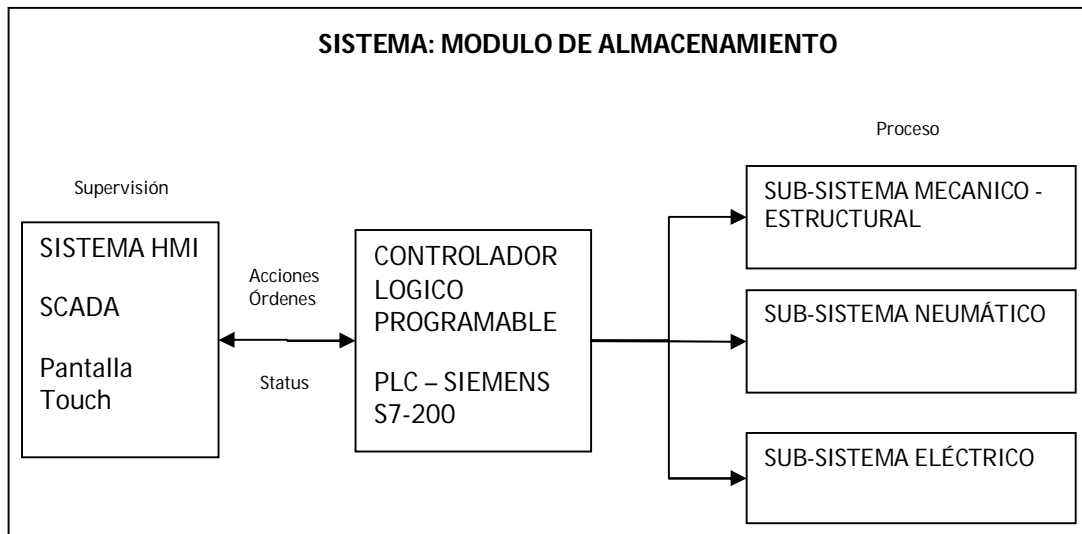 SISTEMA: MODULO DE ALMACENAMIENTO
Supervisión
SISTEMA HMI
SCADA
Pantalla
Touch
Acciones
Órdenes
Status
CONTROLADOR
LOGICO
PROGRAMABLE
PLC – SIEMENS
S7-200
Proceso
SUB-SISTEMA MECANICO -
ESTRUCTURAL
SUB-SISTEMA NEUMÁTICO
SUB-SISTEMA ELÉCTRICO